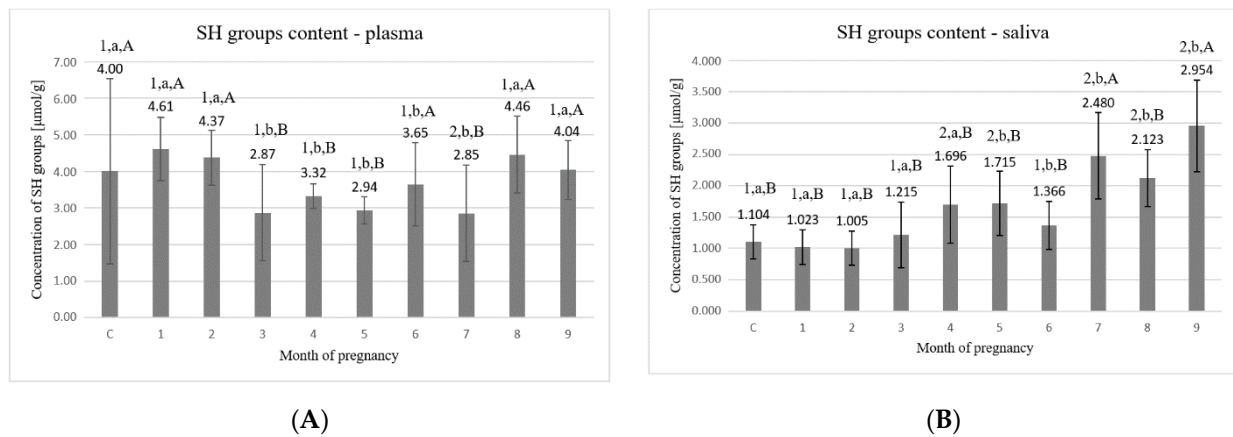 SH groups content - plasma
Concentration of SH groups [µmol/g]
7.00
6.00
5.00
4.00
3.00
2.00
1.00
0.00
1,a,A
4.00
1,a,A
4.61
1,a,A
4.37
1,b,B
2.87
1,b,B
3.32
1,b,B
2.94
1,b,A
3.65
2,b,B
2.85
1,a,A
4.46
1,a,A
4.04
C 1 2 3 4 5 6 7 8 9
Month of pregnancy
(A)
SH groups content - saliva
Concentration of SH groups [µmol/g]
4.000
3.500
3.000
2.500
2.000
1.500
1.000
0.500
0.000
1,a,B
1.104
1,a,B
1.023
1,a,B
1.005
1,a,B
1.215
2,a,B
1.696
2,b,B
1.715
1,b,B
1.366
2,b,A
2.480
2,b,B
2.123
2,b,A
2.954
C 1 2 3 4 5 6 7 8 9
Month of pregnancy
(B)